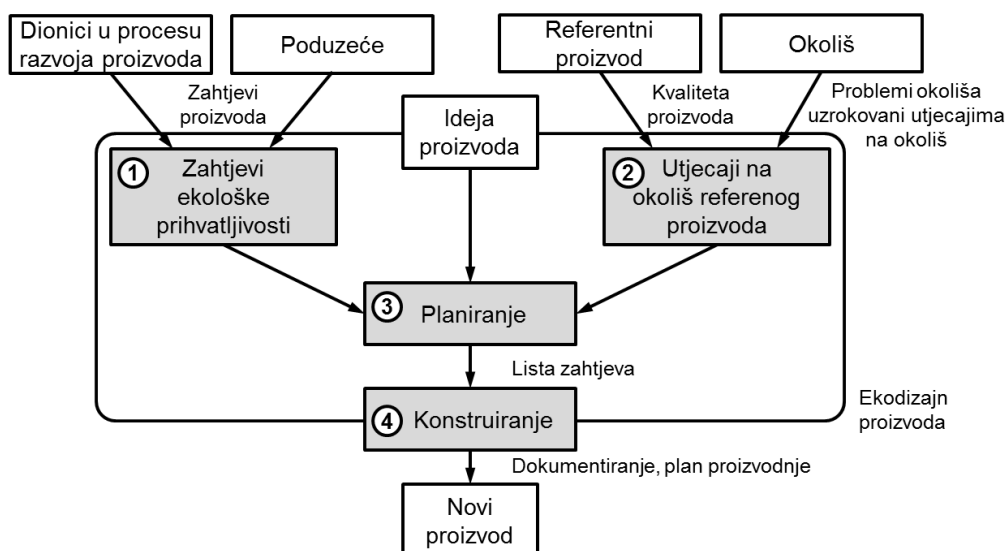 Dionici u procesu
razvoja proizvoda
Poduzeće
Referentni
proizvod
Okoliš
Zahtjevi
proizvoda
Ideja
proizvoda
Kvaliteta
proizvoda
Problemi okoliša
uzrokovani utjecajima
na okoliš
1
Zahtjevi
ekološke
prihvatljivosti
2
Utjecaji na
okoliš referenog
proizvoda
3
Planiranje
Lista zahtjeva
4
Konstruiranje
Ekodizajn
proizvoda
Dokumentiranje, plan proizvodnje
Novi
proizvod